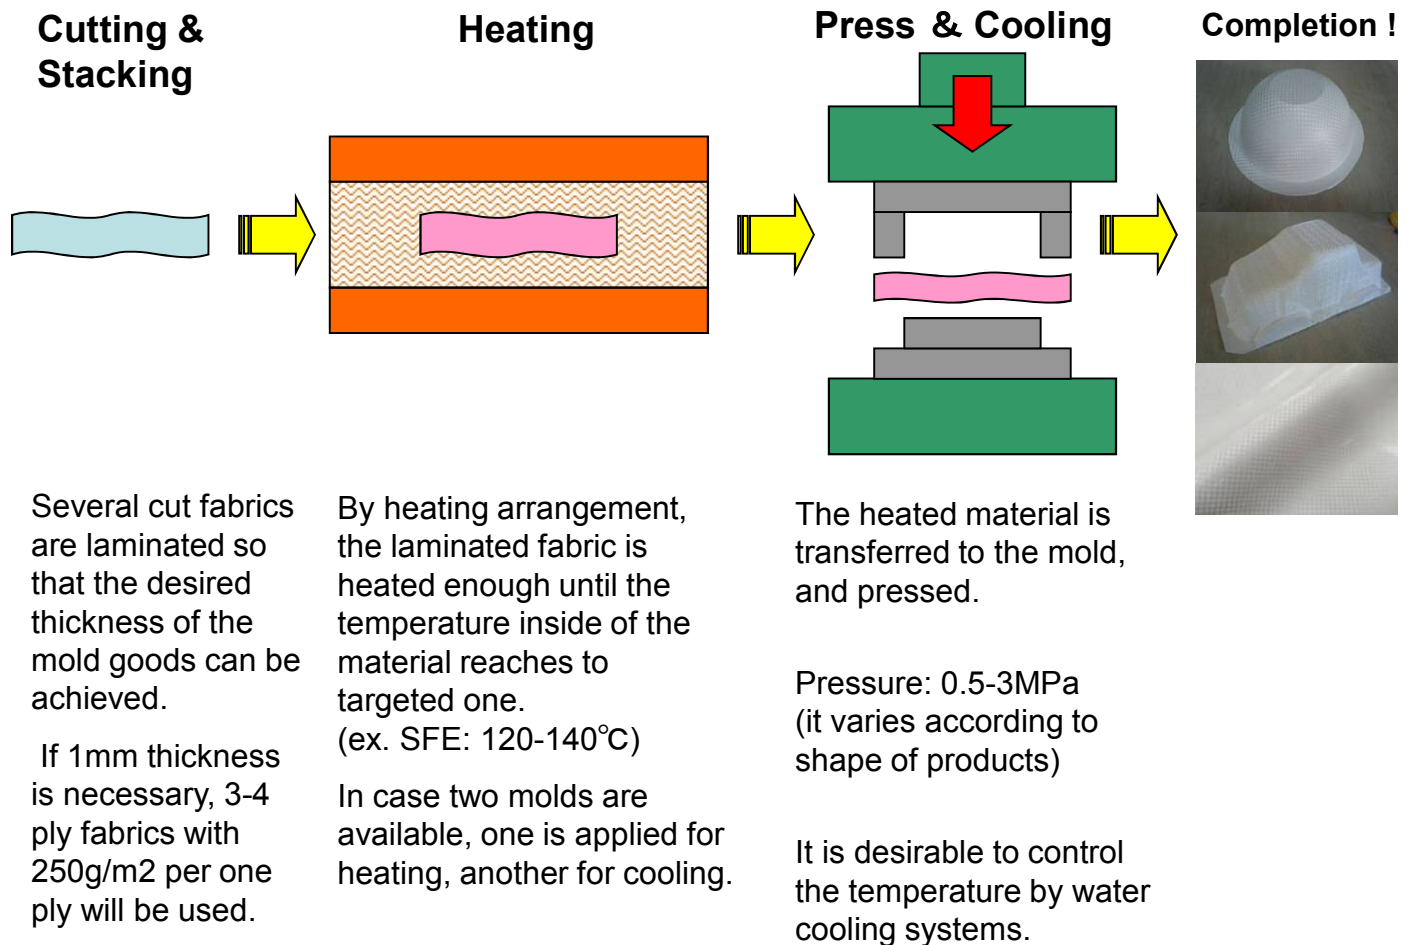 Cutting &
Stacking
Heating
Press & Cooling
Completion !
Several cut fabrics
are laminated so
that the desired
thickness of the
mold goods can be
achieved.
If 1mm thickness
is necessary, 3-4
ply fabrics with
250g/m2 per one
ply will be used.
By heating arrangement,
the laminated fabric is
heated enough until the
temperature inside of the
material reaches to
targeted one.
(ex. SFE: 120-140℃)
In case two molds are
available, one is applied for
heating, another for cooling.
The heated material is
transferred to the mold,
and pressed.
Pressure: 0.5-3MPa
(it varies according to
shape of products)
It is desirable to control
the temperature by water
cooling systems.